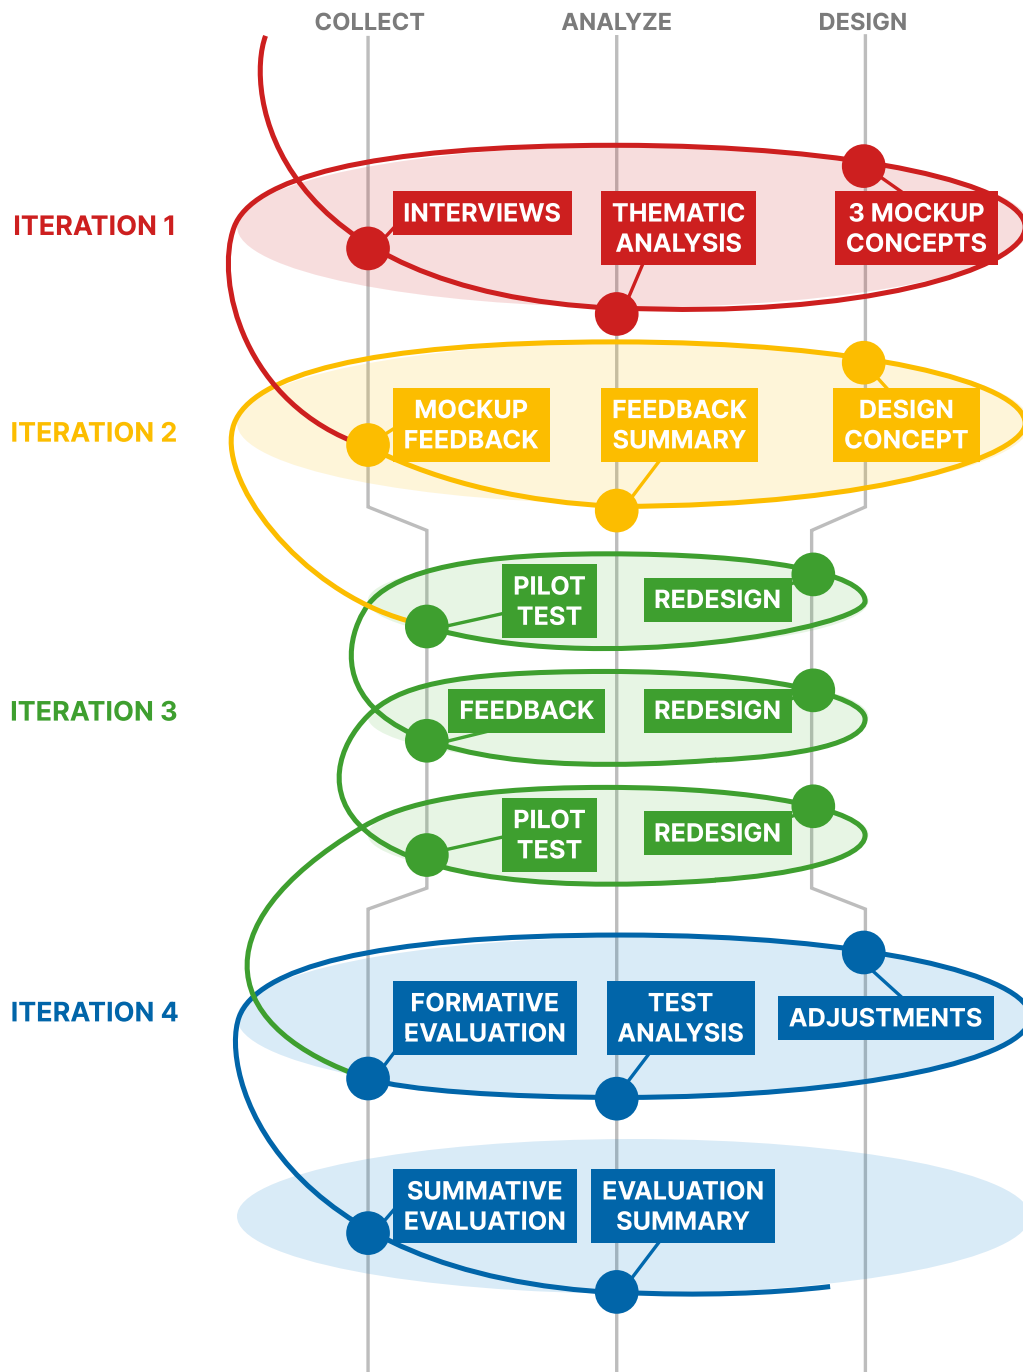 COLLECT
ANALYZE
DESIGN
ITERATION 1
INTERVIEWS
THEMATIC
ANALYSIS
3 MOCKUP
CONCEPTS
ITERATION 2
MOCKUP
FEEDBACK
FEEDBACK
SUMMARY
DESIGN
CONCEPT
PILOT
TEST
REDESIGN
ITERATION 3
FEEDBACK
REDESIGN
PILOT
TEST
REDESIGN
ITERATION 4
FORMATIVE
EVALUATION
TEST
ANALYSIS
ADJUSTMENTS
SUMMATIVE
EVALUATION
EVALUATION
SUMMARY